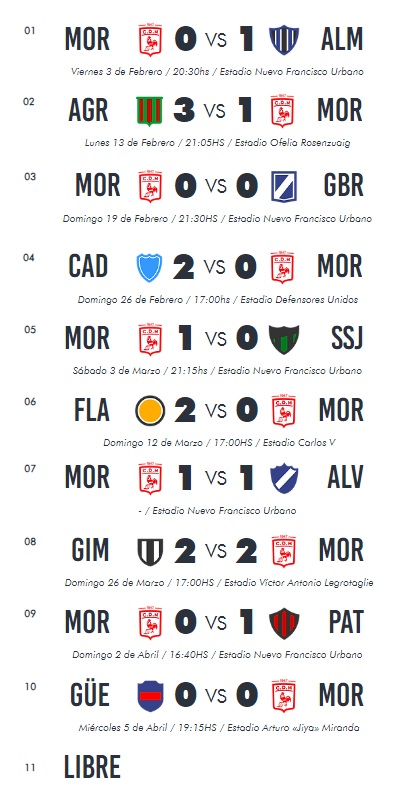 01 MOR 0 VS 1 ALM
Viernes 3 de Febrero / 20:30hs / Estadio Nuevo Francisco Urbano
02 AGR 3 VS 1 MOR
Lunes 13 de Febrero / 21:05HS / Estadio Ofelia Rosenzuaig
03 MOR 0 VS 0 GBR
Domingo 19 de Febrero / 21:30HS / Estadio Nuevo Francisco Urbano
04 CAD 2 VS 0 MOR
Domingo 26 de Febrero / 17:00hs / Estadio Defensores Unidos
05 MOR 1 VS 0 SSJ
Sábado 3 de Marzo / 21:15hs / Estadio Nuevo Francisco Urbano
06 FLA 2 VS 0 MOR
Domingo 12 de Marzo / 17:00HS / Estadio Carlos V
07 MOR 1 VS 1 ALV
- / Estadio Nuevo Francisco Urbano
08 GIM 2 VS 2 MOR
Domingo 26 de Marzo / 17:00HS / Estadio Víctor Antonio Legrotaglie
09 MOR 0 VS 1 PAT
Domingo 2 de Abril / 16:40HS / Estadio Nuevo Francisco Urbano
10 GÜE 0 VS 0 MOR
Miércoles 5 de Abril / 19:15HS / Estadio Arturo «Jiya» Miranda
11 LIBRE